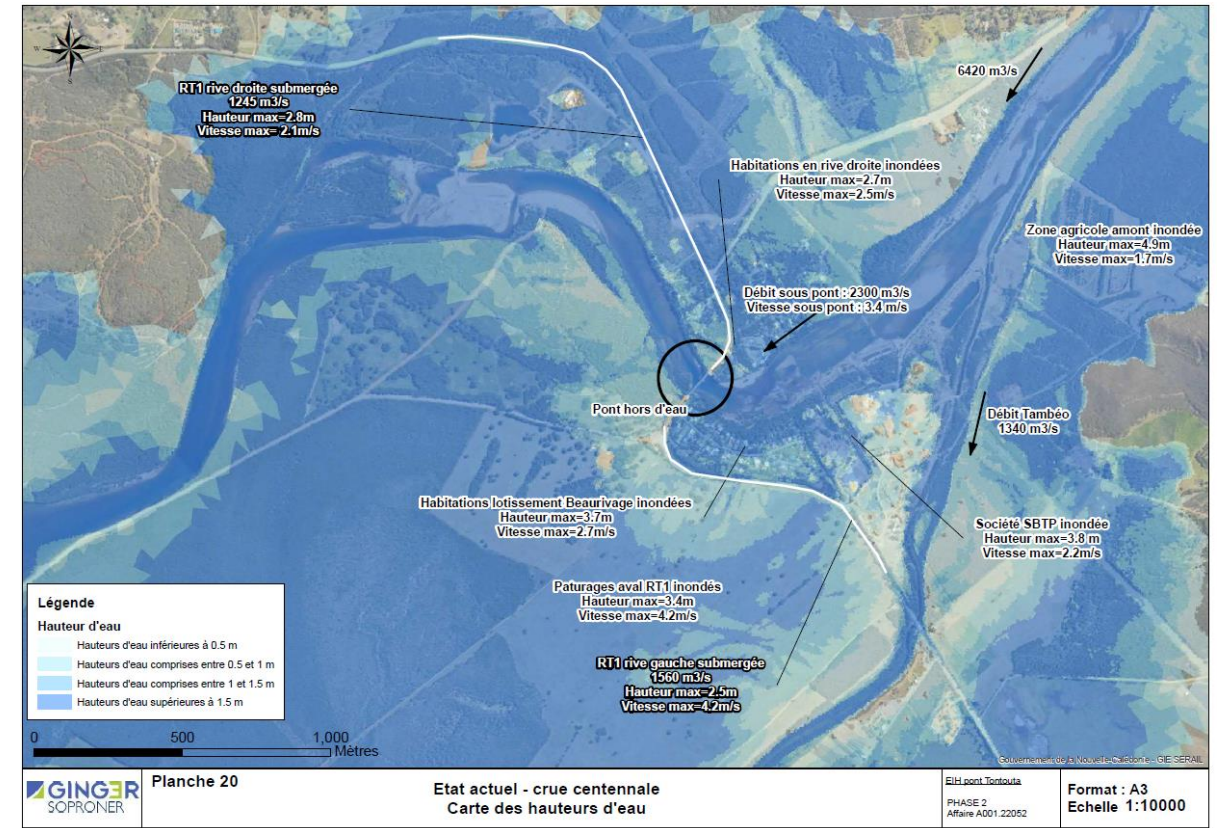 W
E
S
6420 m3/s
RT1 rive droite submergée
1245 m3/s
Hauteur max=2.8m
Vitesse max= 2.1m/s
Habitations en rive droite inondées
Hauteur max=2.7m
Vitesse max=2.5m/s
Zone agricole amont inondée
Hauteur max=4.9m
Vitesse max=1.7m/s
Débit sous pont : 2300 m3/s
Vitesse sous pont : 3.4 m/s
Pont hors d'eau
Débit Tambéo
1340 m3/s
Habitations lotissement Beaurivage inondées
Hauteur max=3.7m
Vitesse max=2.7m/s
Société SBTP inondée
Hauteur max=3.8 m
Vitesse max=2.2m/s
Paturages aval RT1 inondés
Hauteur max=3.4m
Vitesse max=4.2m/s
RT1 rive gauche submergée
1560 m3/s
Hauteur max=2.5m
Vitesse max=4.2m/s
Légende
Hauteur d'eau
Hauteurs d'eau inférieures à 0.5 m
Hauteurs d'eau comprises entre 0.5 et 1 m
Hauteurs d'eau comprises entre 1 et 1.5 m
Hauteurs d'eau supérieures à 1.5 m
0 500 1,000
Mètres
Gouvernement de la Nouvelle-Calédonie - GIE SERAIL
GINGER
SOPRONER
Planche 20
Etat actuel - crue centennale
Carte des hauteurs d'eau
EIH pont Tontouta
PHASE 2
Affaire A001.22052
Format : A3
Echelle 1:10000